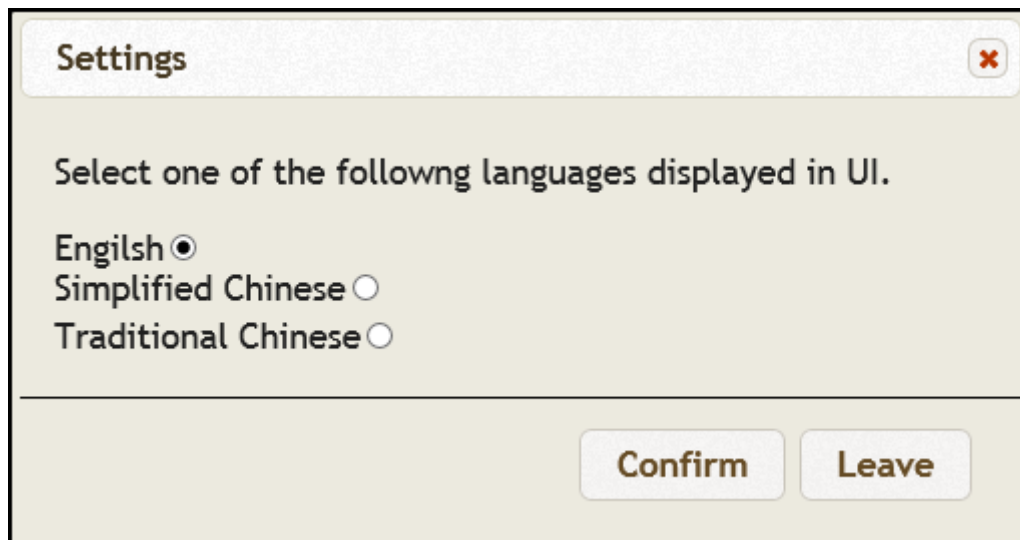 Settings
Select one of the followng languages displayed in UI.
Engilsh
Simplified Chinese
Traditional Chinese
Confirm Leave